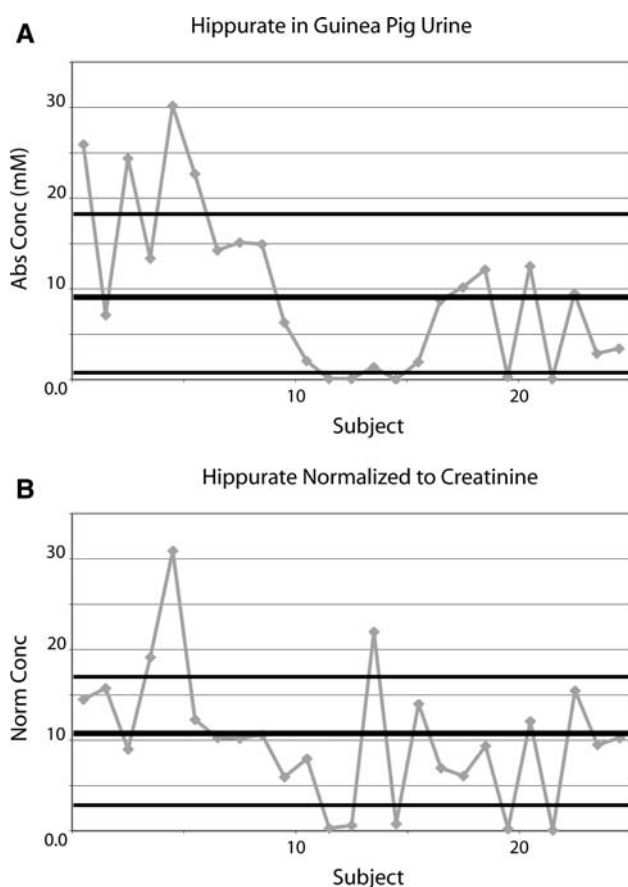 A
Hippurate in Guinea Pig Urine
Abs Conc (mM)
30
20
10
0.0
10
20
Subject
B
Hippurate Normalized to Creatinine
Norm Conc
30
20
10
0.0
10
20
Subject